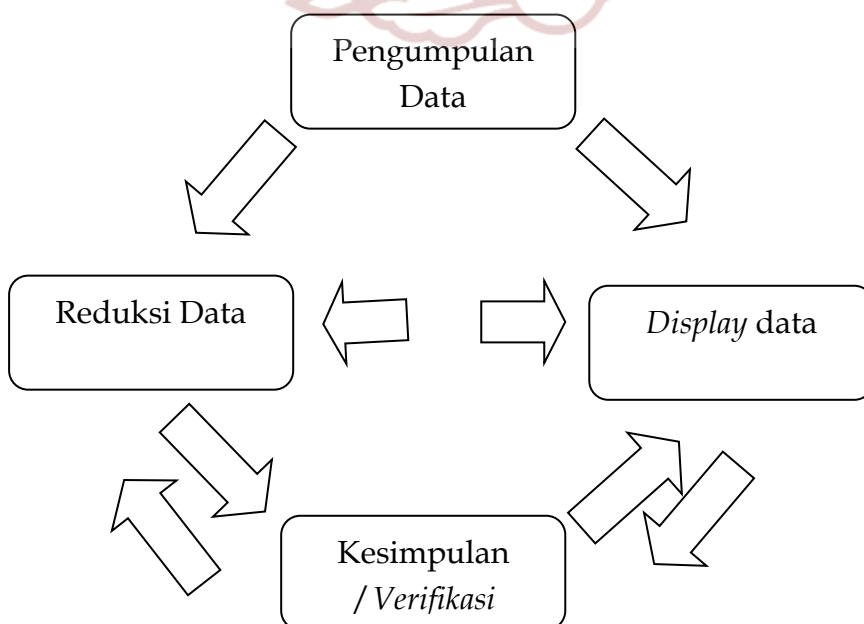 Pengumpulan
Data
Reduksi Data
Display data
Kesimpulan
/ Verifikasi